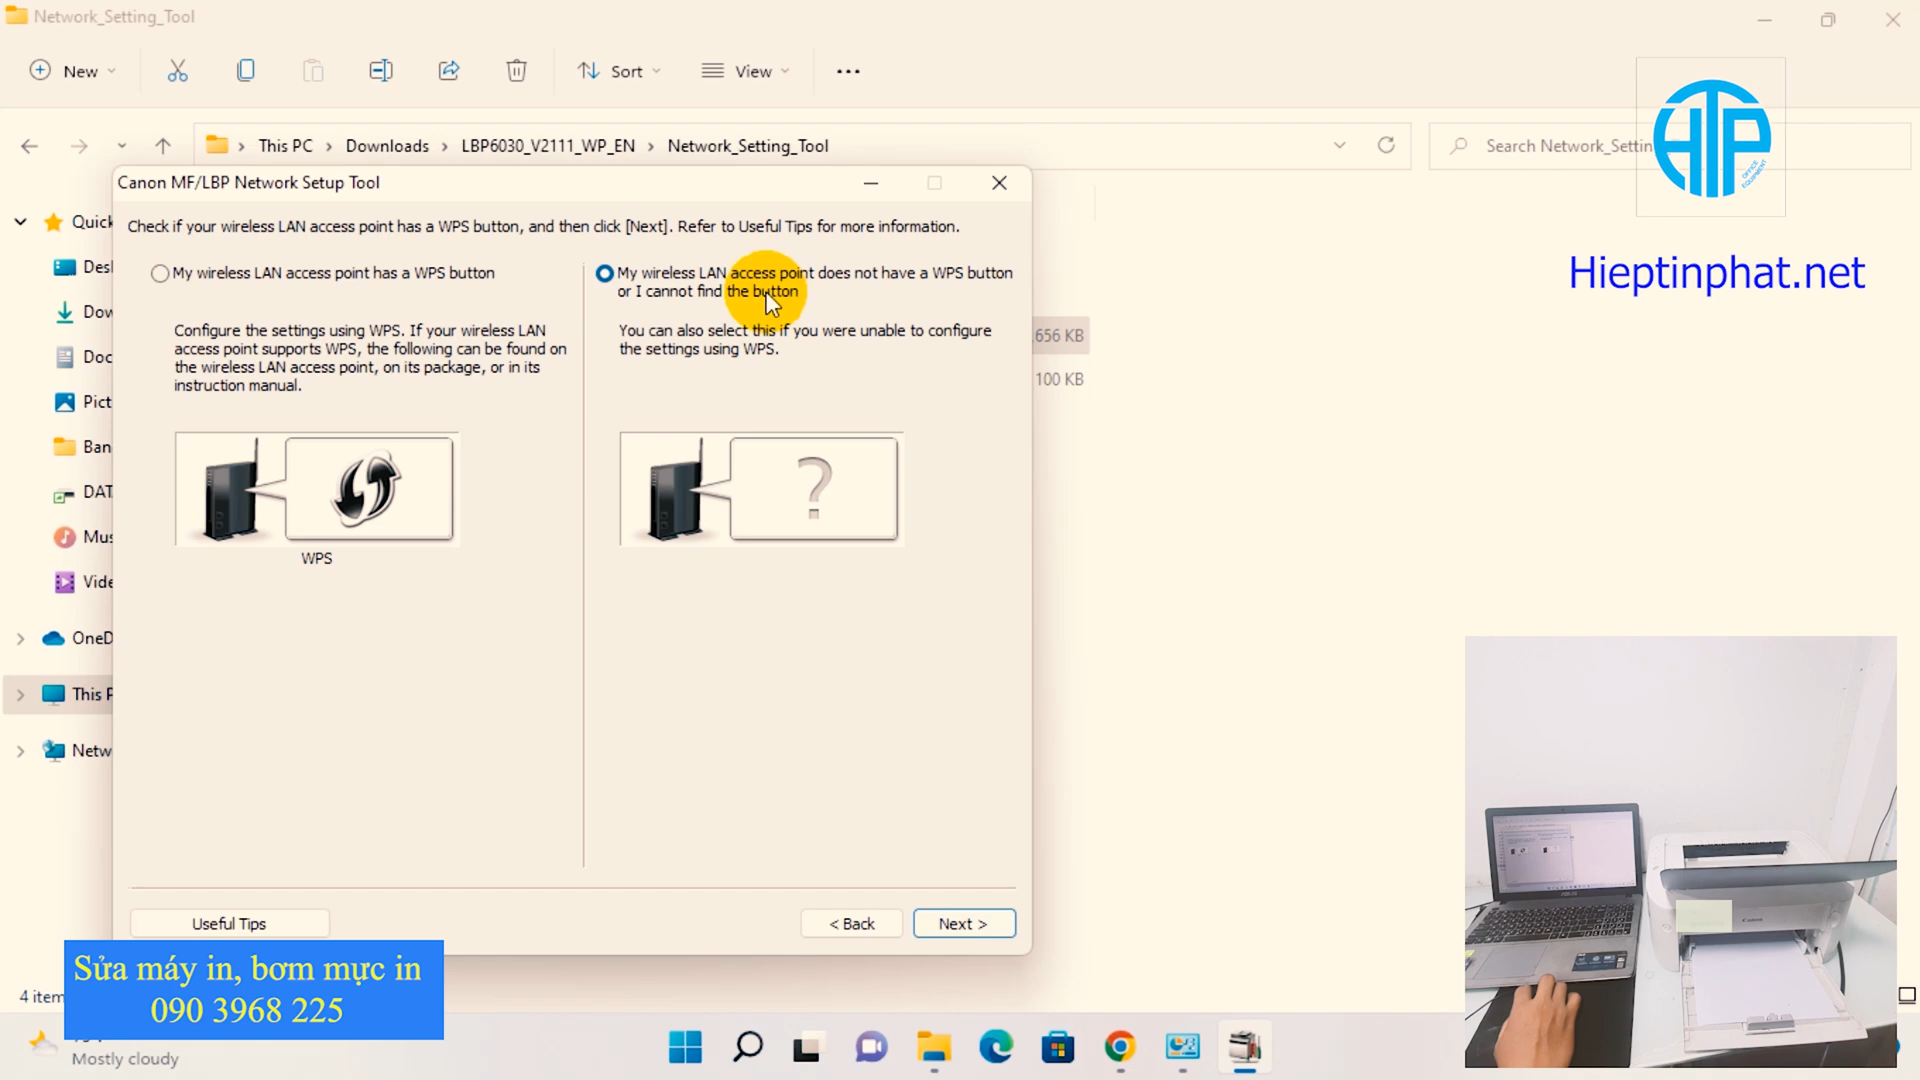 Network_Setting_Tool
New
Sort
View
This PC > Downloads > LBP6030_V2111_WP_EN > Network_Setting_Tool
Search Network_Settin
HTP
OFFICE EQUIPMENT
Hieptinphat.net
Quick
Desl
Dow
Doc
Pict
Ban
DAT
Mus
Vide
OneD
This P
Netw
656 KB
100 KB
Canon MF/LBP Network Setup Tool
Check if your wireless LAN access point has a WPS button, and then click [Next]. Refer to Useful Tips for more information.
My wireless LAN access point has a WPS button
Configure the settings using WPS. If your wireless LAN
access point supports WPS, the following can be found on
the wireless LAN access point, on its package, or in its
instruction manual.
WPS
My wireless LAN access point does not have a WPS button
or I cannot find the button
You can also select this if you were unable to configure
the settings using WPS.
?
Useful Tips
< Back
Next >
4 item
Sửa máy in, bơm mực in
090 3968 225
Mostly cloudy
Canon